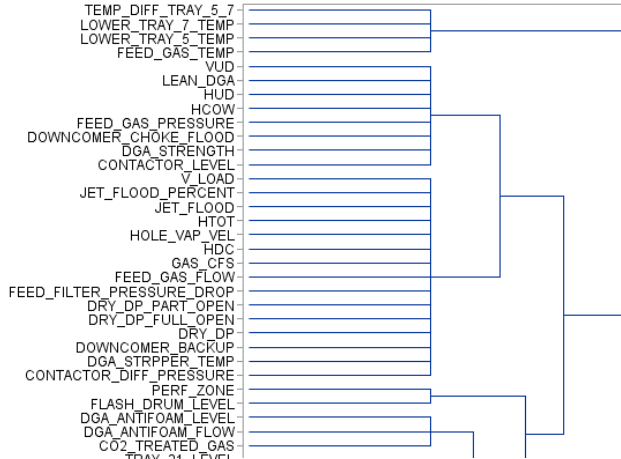 TEMP_DIFF_TRAY_5_7
LOWER_TRAY_7_TEMP
LOWER_TRAY_5_TEMP
FEED_GAS_TEMP
VUD
LEAN_DGA
HUD
HCOW
FEED_GAS_PRESSURE
DOWNCOMER_CHOKE_FLOOD
DGA_STRENGTH
CONTACTOR_LEVEL
V_LOAD
JET_FLOOD_PERCENT
JET_FLOOD
HTOT
HOLE_VAP_VEL
HDC
GAS_CFS
FEED_GAS_FLOW
FEED_FILTER_PRESSURE_DROP
DRY_DP_PART_OPEN
DRY_DP_FULL_OPEN
DRY_DP
DOWNCOMER_BACKUP
DGA_STRPPER_TEMP
CONTACTOR_DIFF_PRESSURE
PERF_ZONE
FLASH_DRUM_LEVEL
DGA_ANTIFOAM_LEVEL
DGA_ANTIFOAM_FLOW
CO2_TREATED_GAS
TRAY_21_LEVEL